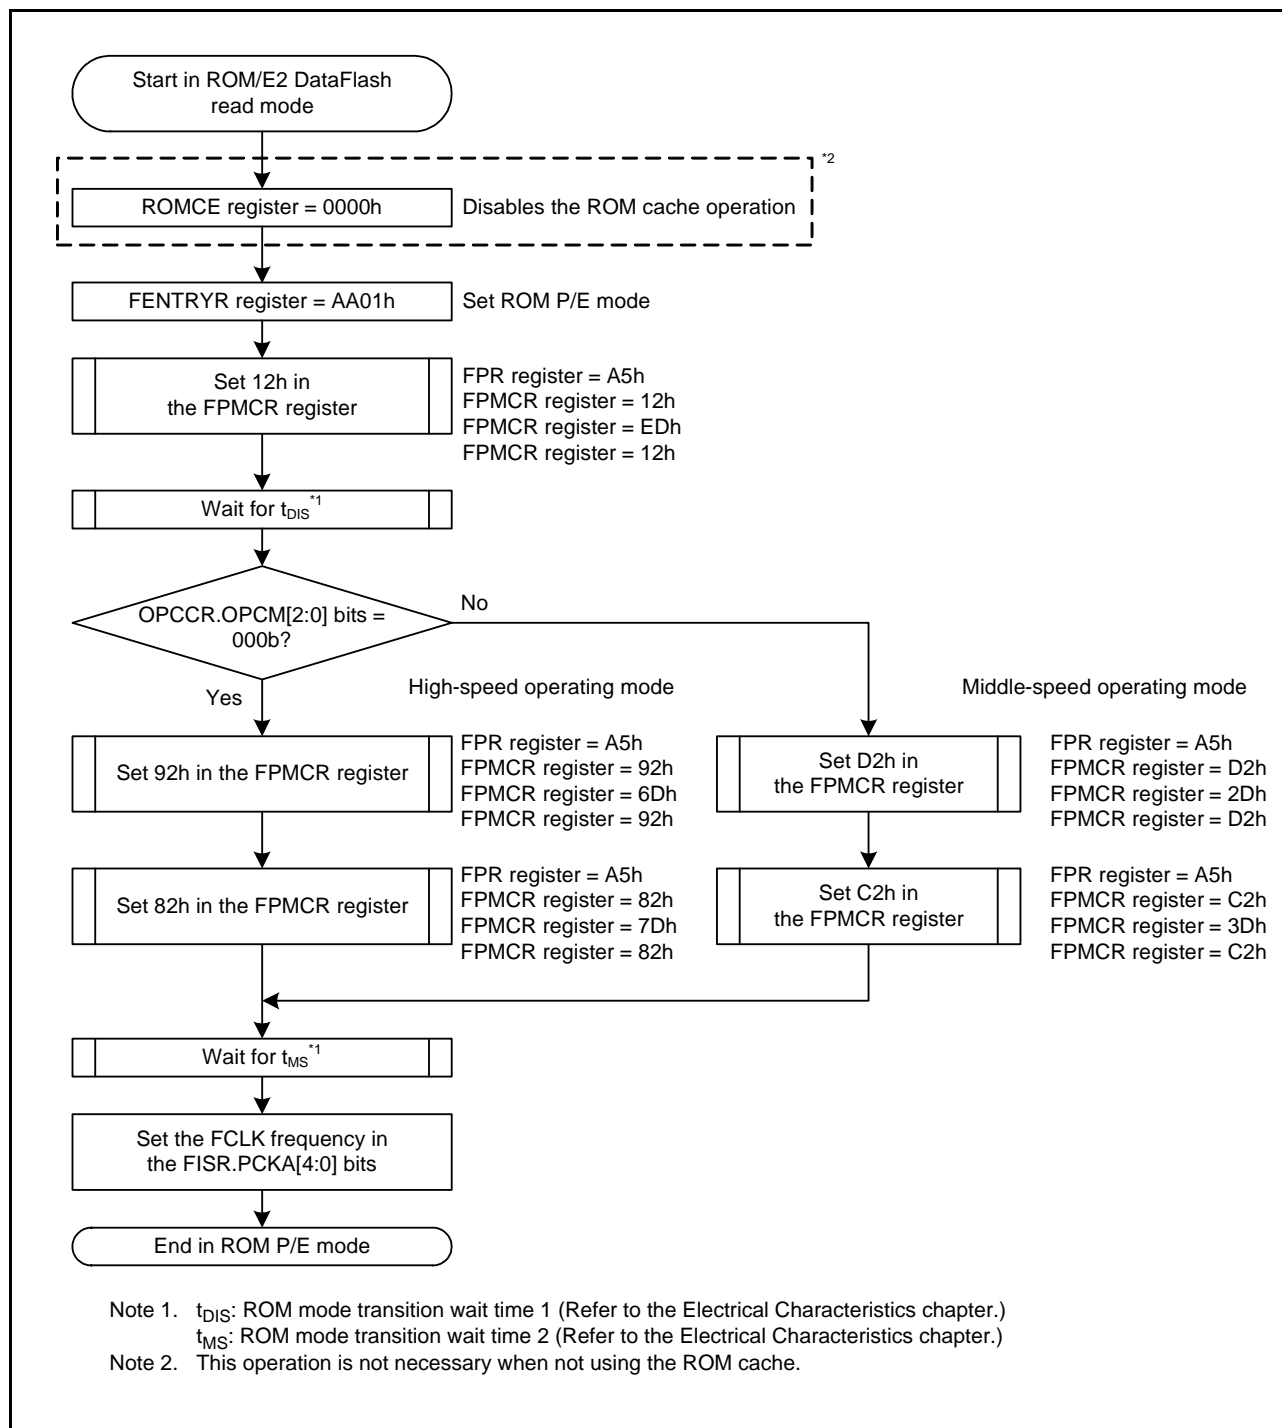 Start in ROM/E2 DataFlash
read mode
*2
ROMCE register = 0000h
Disables the ROM cache operation
FENTRYR register = AA01h
Set ROM P/E mode
Set 12h in
the FPMCR register
FPR register = A5h
FPMCR register = 12h
FPMCR register = EDh
FPMCR register = 12h
Wait for tDIS*1
OPCCR.OPCM[2:0] bits =
000b?
No
Yes
High-speed operating mode
Middle-speed operating mode
Set 92h in the FPMCR register
FPR register = A5h
FPMCR register = 92h
FPMCR register = 6Dh
FPMCR register = 92h
Set D2h in
the FPMCR register
FPR register = A5h
FPMCR register = D2h
FPMCR register = 2Dh
FPMCR register = D2h
Set 82h in the FPMCR register
FPR register = A5h
FPMCR register = 82h
FPMCR register = 7Dh
FPMCR register = 82h
Set C2h in
the FPMCR register
FPR register = A5h
FPMCR register = C2h
FPMCR register = 3Dh
FPMCR register = C2h
Wait for tMS*1
Set the FCLK frequency in
the FISR.PCKA[4:0] bits
End in ROM P/E mode
Note 1. tDIS: ROM mode transition wait time 1 (Refer to the Electrical Characteristics chapter.)
tMS: ROM mode transition wait time 2 (Refer to the Electrical Characteristics chapter.)
Note 2. This operation is not necessary when not using the ROM cache.